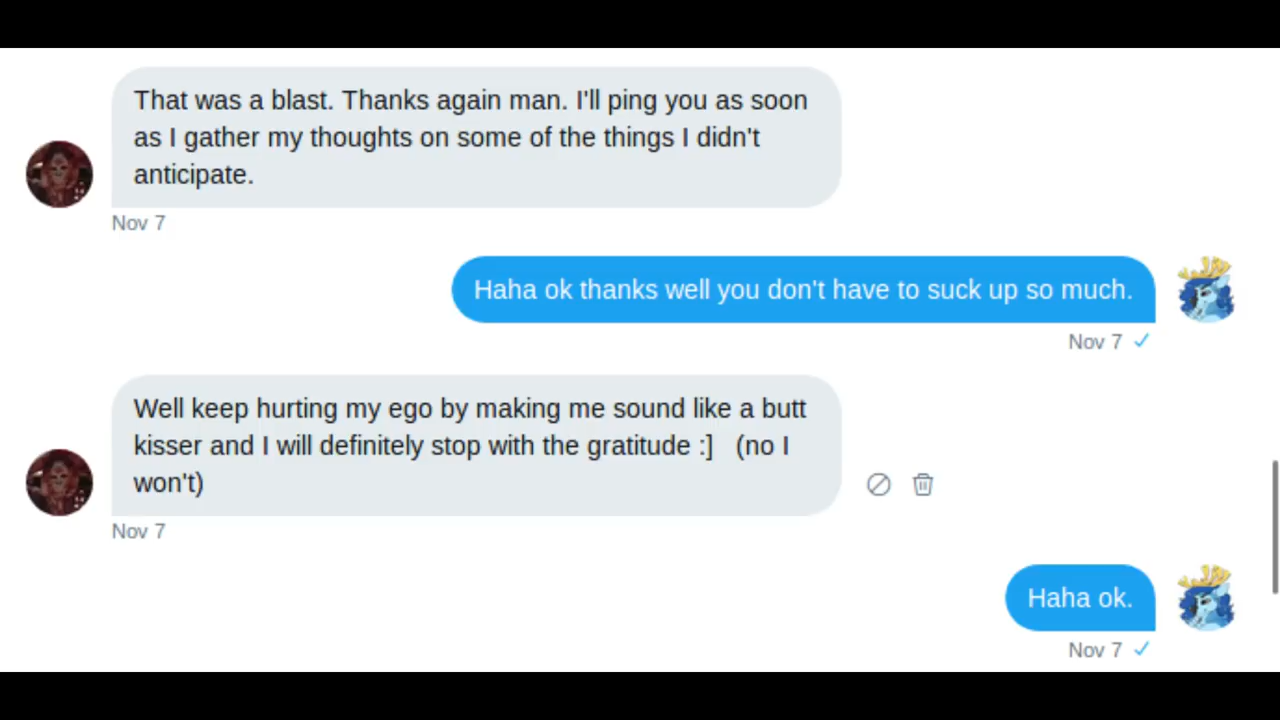 That was a blast. Thanks again man. I'll ping you as soon
as I gather my thoughts on some of the things I didn't
anticipate.
Nov 7
Haha ok thanks well you don't have to suck up so much.
Nov 7
Well keep hurting my ego by making me sound like a butt
kisser and I will definitely stop with the gratitude :]   (no I
won't)
Nov 7
Haha ok.
Nov 7